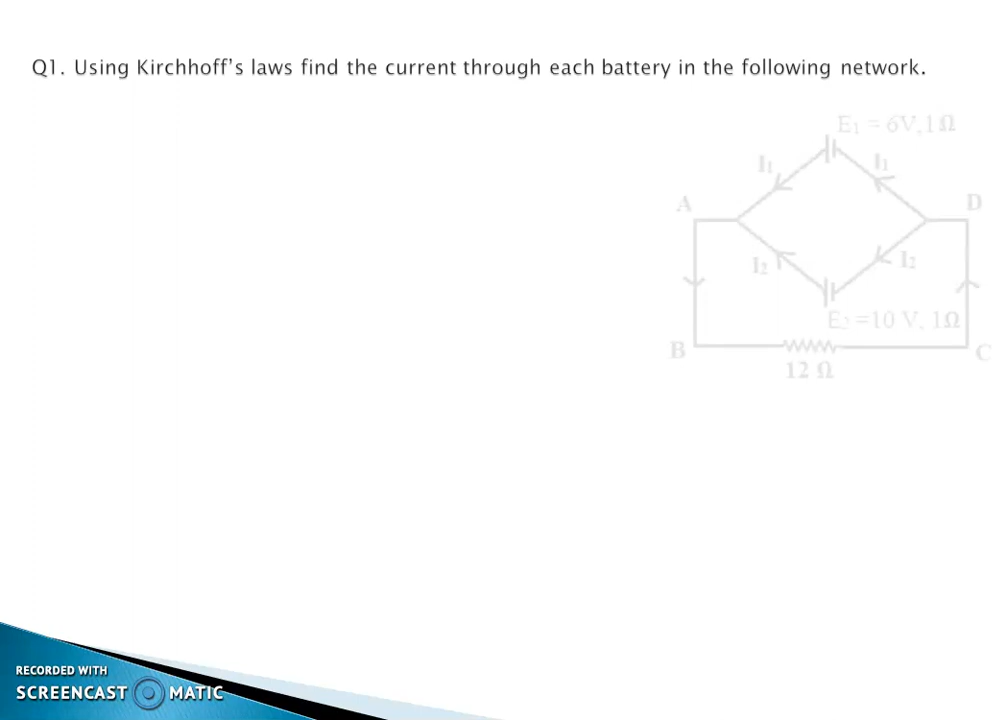 Q1. Using Kirchhoff's laws find the current through each battery in the following network.
E₁ = 6V,1Ω
I₁
I₁
A
D
I₂
I₂
E₂ =10 V, 1Ω
B
C
12 Ω
RECORDED WITH
SCREENCAST MATIC